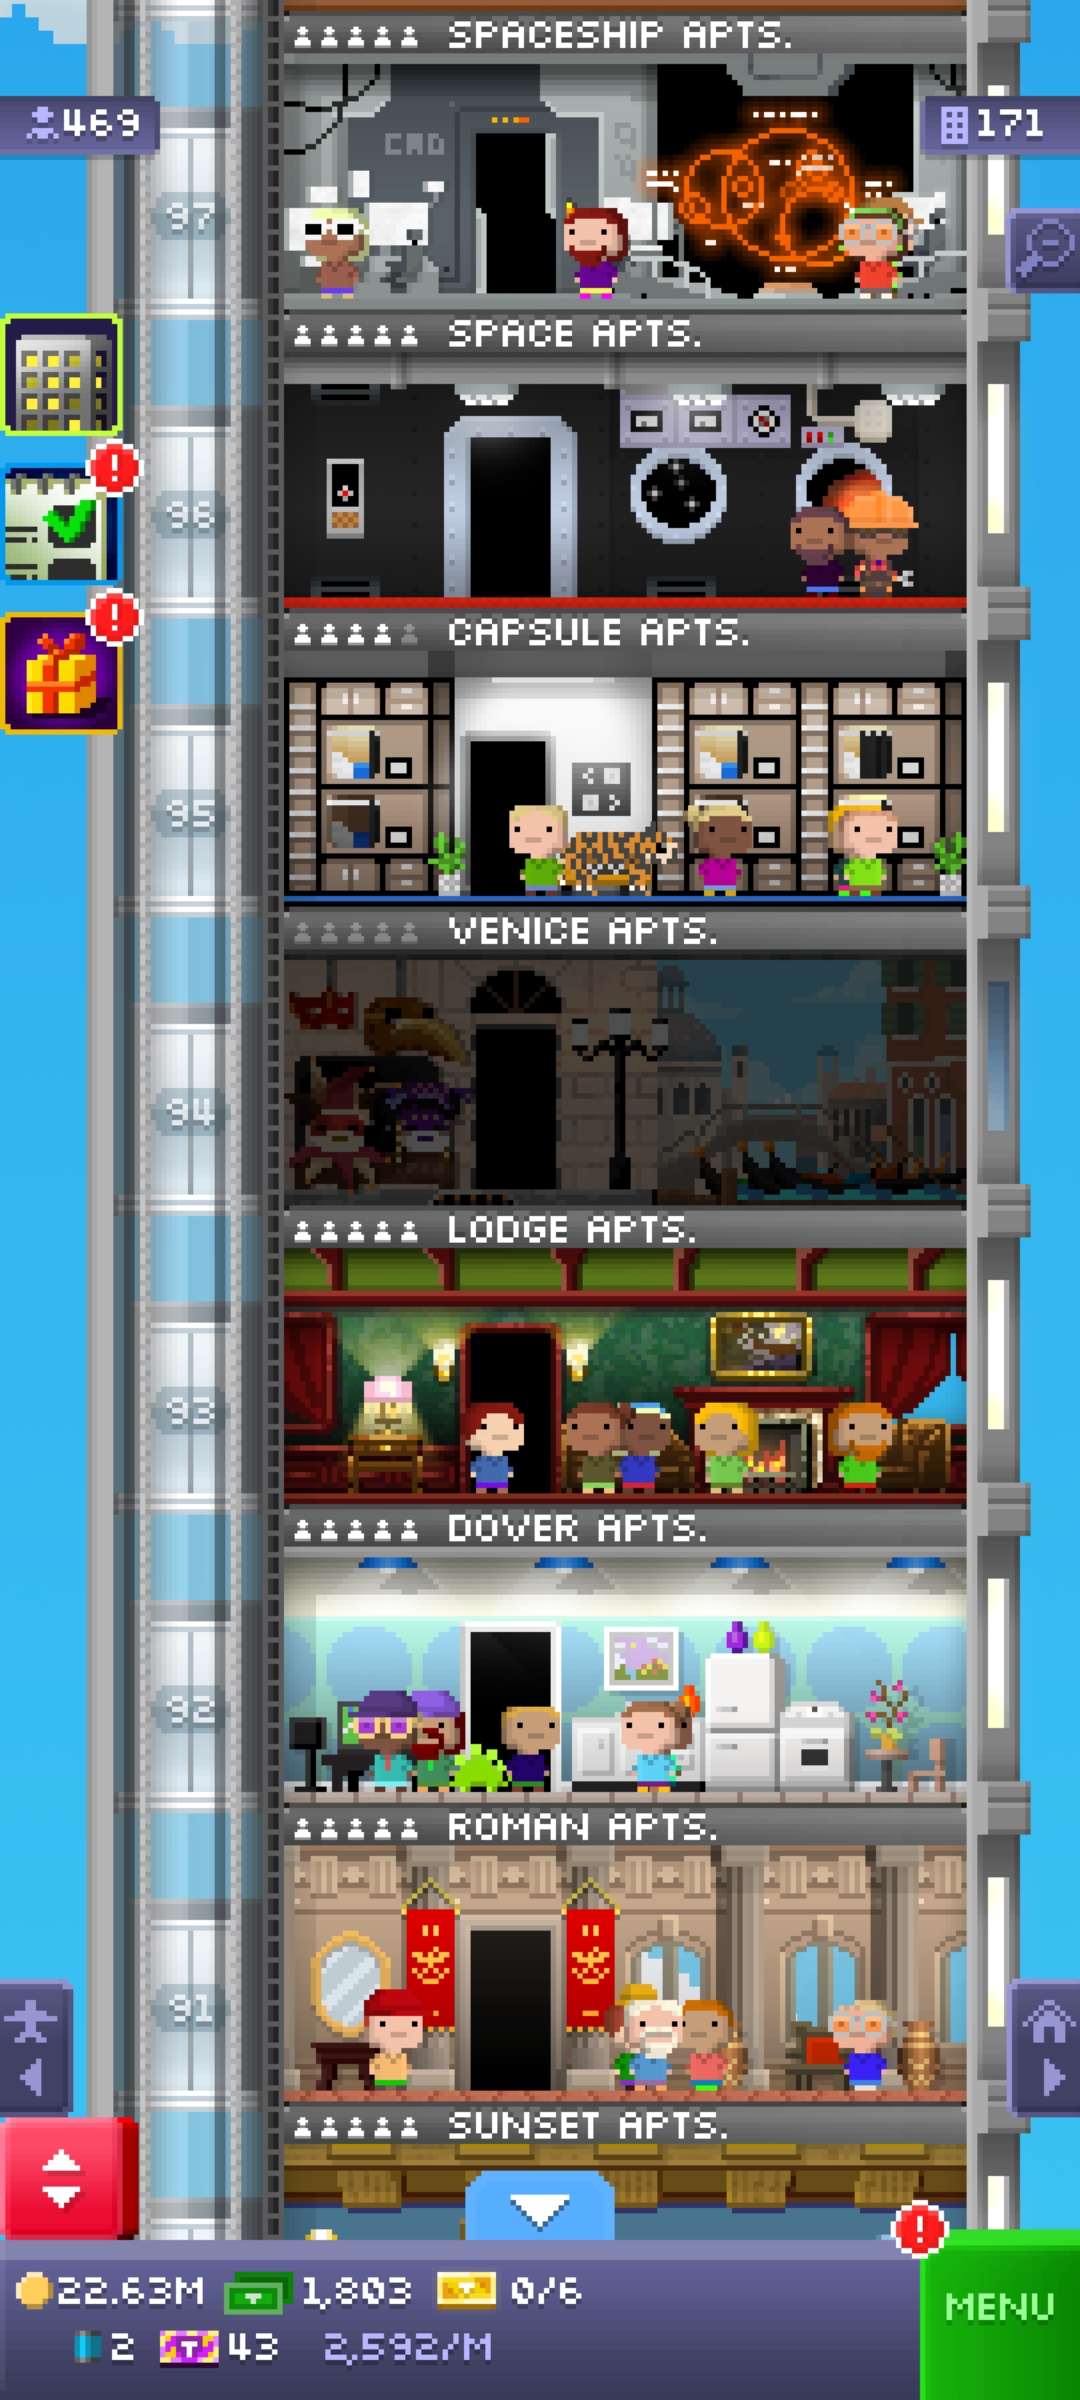 SPACESHIP APTS.
469
171
CAD
97
SPACE APTS.
96
CAPSULE APTS.
95
VENICE APTS.
94
LODGE APTS.
93
DOVER APTS.
92
ROMAN APTS.
91
SUNSET APTS.
22.63M 1,803 0/6
MENU
2 43 2,592/M